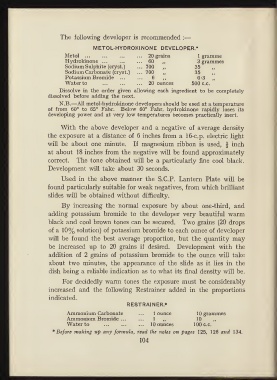 The following developer is recommended :—
METOL-HYDROKINONE DEVELOPER.*
Metol ... ... ... ... 20 grains 1 gramme
Hydrokinone ... ... ... 60 ,, 3 grammes
Sodium Sulphite (cryst.) ... 700 ,, 35 ,,
Sodium Carbonate (cryst.) ... 700 ,, 35 ,,
Potassium Bromide ... ... 6 ,, 0·3 ,,
Water to ... ... ... 20 ounces 500 c.c.
Dissolve in the order given allowing each ingredient to be completely
dissolved before adding the next.
N.B.—All metol-hydrokinone developers should be used at a temperature
of from 60° to 65° Fahr. Below 60° Fahr. hydrokinone rapidly loses its
developing power and at very low temperatures becomes practically inert.
With the above developer and a negative of average density
the exposure at a distance of 6 inches from a 16-c.p. electric light
will be about one minute. If magnesium ribbon is used, ½ inch
at about 18 inches from the negative will be found approximately
correct. The tone obtained will be a particularly fine cool black.
Development will take about 30 seconds.
Used in the above manner the S.C.P. Lantern Plate will be
found particularly suitable for weak negatives, from which brilliant
slides will be obtained without difficulty.
By increasing the normal exposure by about one-third, and
adding potassium bromide to the developer very beautiful warm
black and cool brown tones can be secured. Two grains (20 drops
of a 10% solution) of potassium bromide to each ounce of developer
will be found the best average proportion, but the quantity may
be increased up to 20 grains if desired. Development with the
addition of 2 grains of potassium bromide to the ounce will take
about two minutes, the appearance of the slide as it lies in the
dish being a reliable indication as to what its final density will be.
For decidedly warm tones the exposure must be considerably
increased and the following Restrainer added in the proportions
indicated.
RESTRAINER.*
Ammonium Carbonate ... 1 ounce 10 grammes
Ammonium Bromide ... ... 1 ,, 10 ,,
Water to ... ... ... 10 ounces 100 c.c.
* Before making up any formula, read the notes on pages 125, 126 and 134.
104